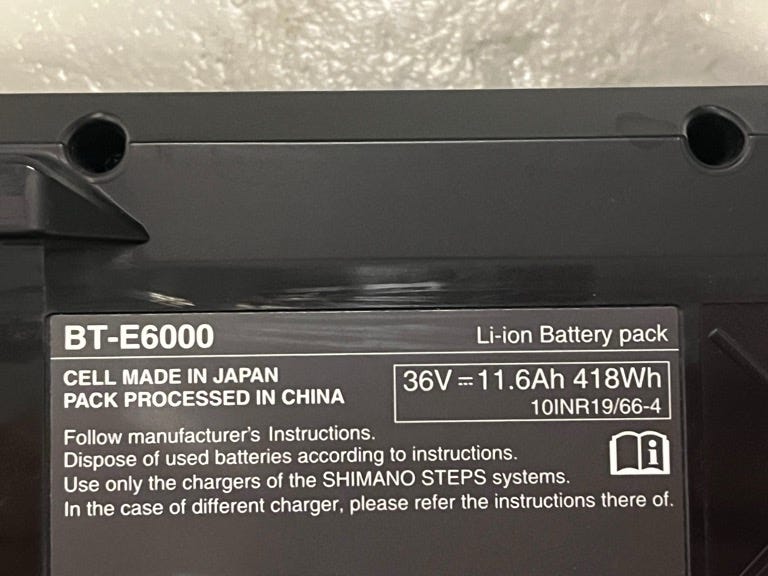 BT-E6000 Li-ion Battery pack
CELL MADE IN JAPAN
PACK PROCESSED IN CHINA
36V ⎓ 11.6Ah 418Wh
10INR19/66-4
Follow manufacturer's Instructions.
Dispose of used batteries according to instructions.
Use only the chargers of the SHIMANO STEPS systems.
In the case of different charger, please refer the instructions there of.